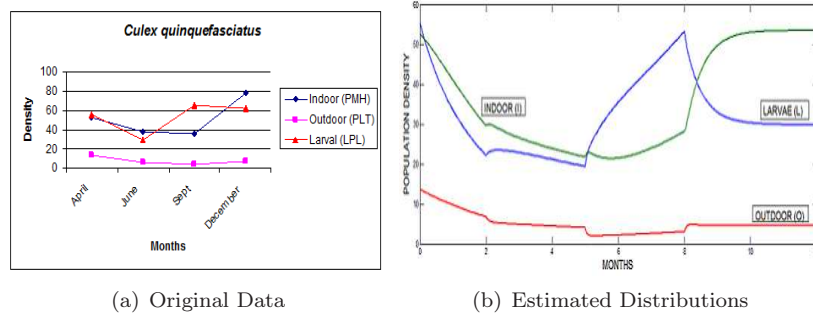 Culex quinquefasciatus
Density
100
80
60
40
20
0
April
June
Sept
December
Months
Indoor (PMH)
Outdoor (PLT)
Larval (LPL)
(a) Original Data
POPULATION DENSITY
60
50
40
30
20
10
0
0
2
4
6
8
10
MONTHS
INDOOR (I)
LARVAE (L)
OUTDOOR (O)
(b) Estimated Distributions